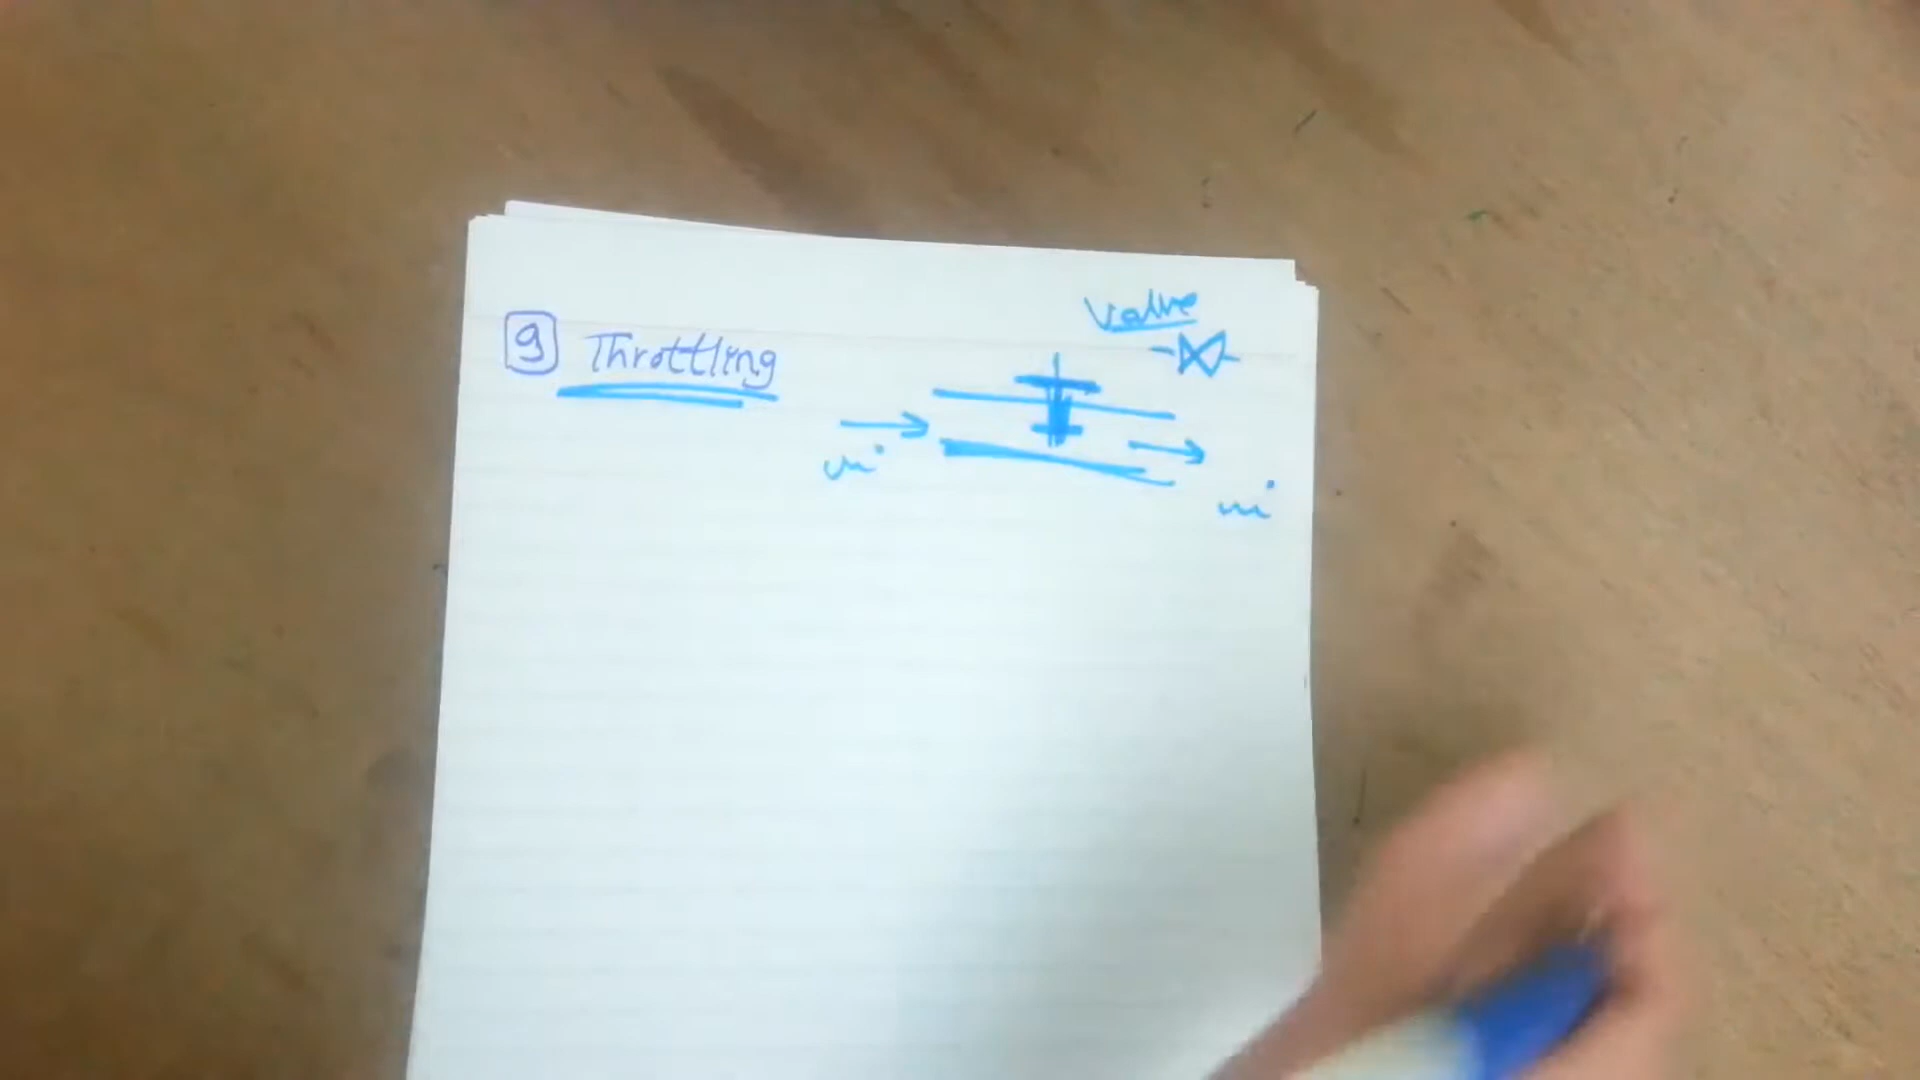 valve
9 Throttling
ṁ
ṁ